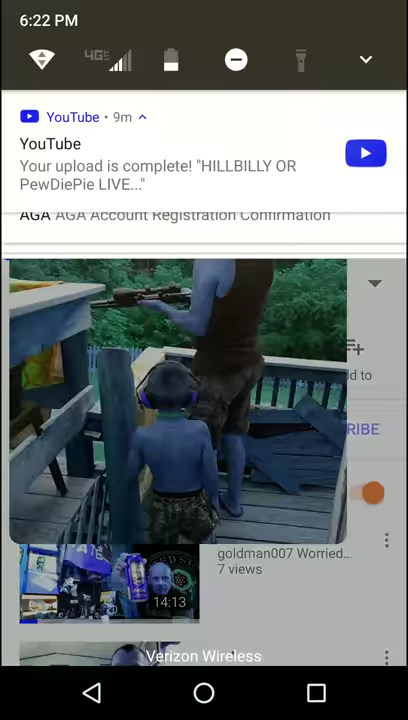 6:22 PM
4G LTE
YouTube • 9m
YouTube
Your upload is complete! "HILLBILLY OR
PewDiePie LIVE..."
AGA AGA Account Registration Confirmation
d to
RIBE
goldman007 Worried...
7 views
14:13
Verizon Wireless